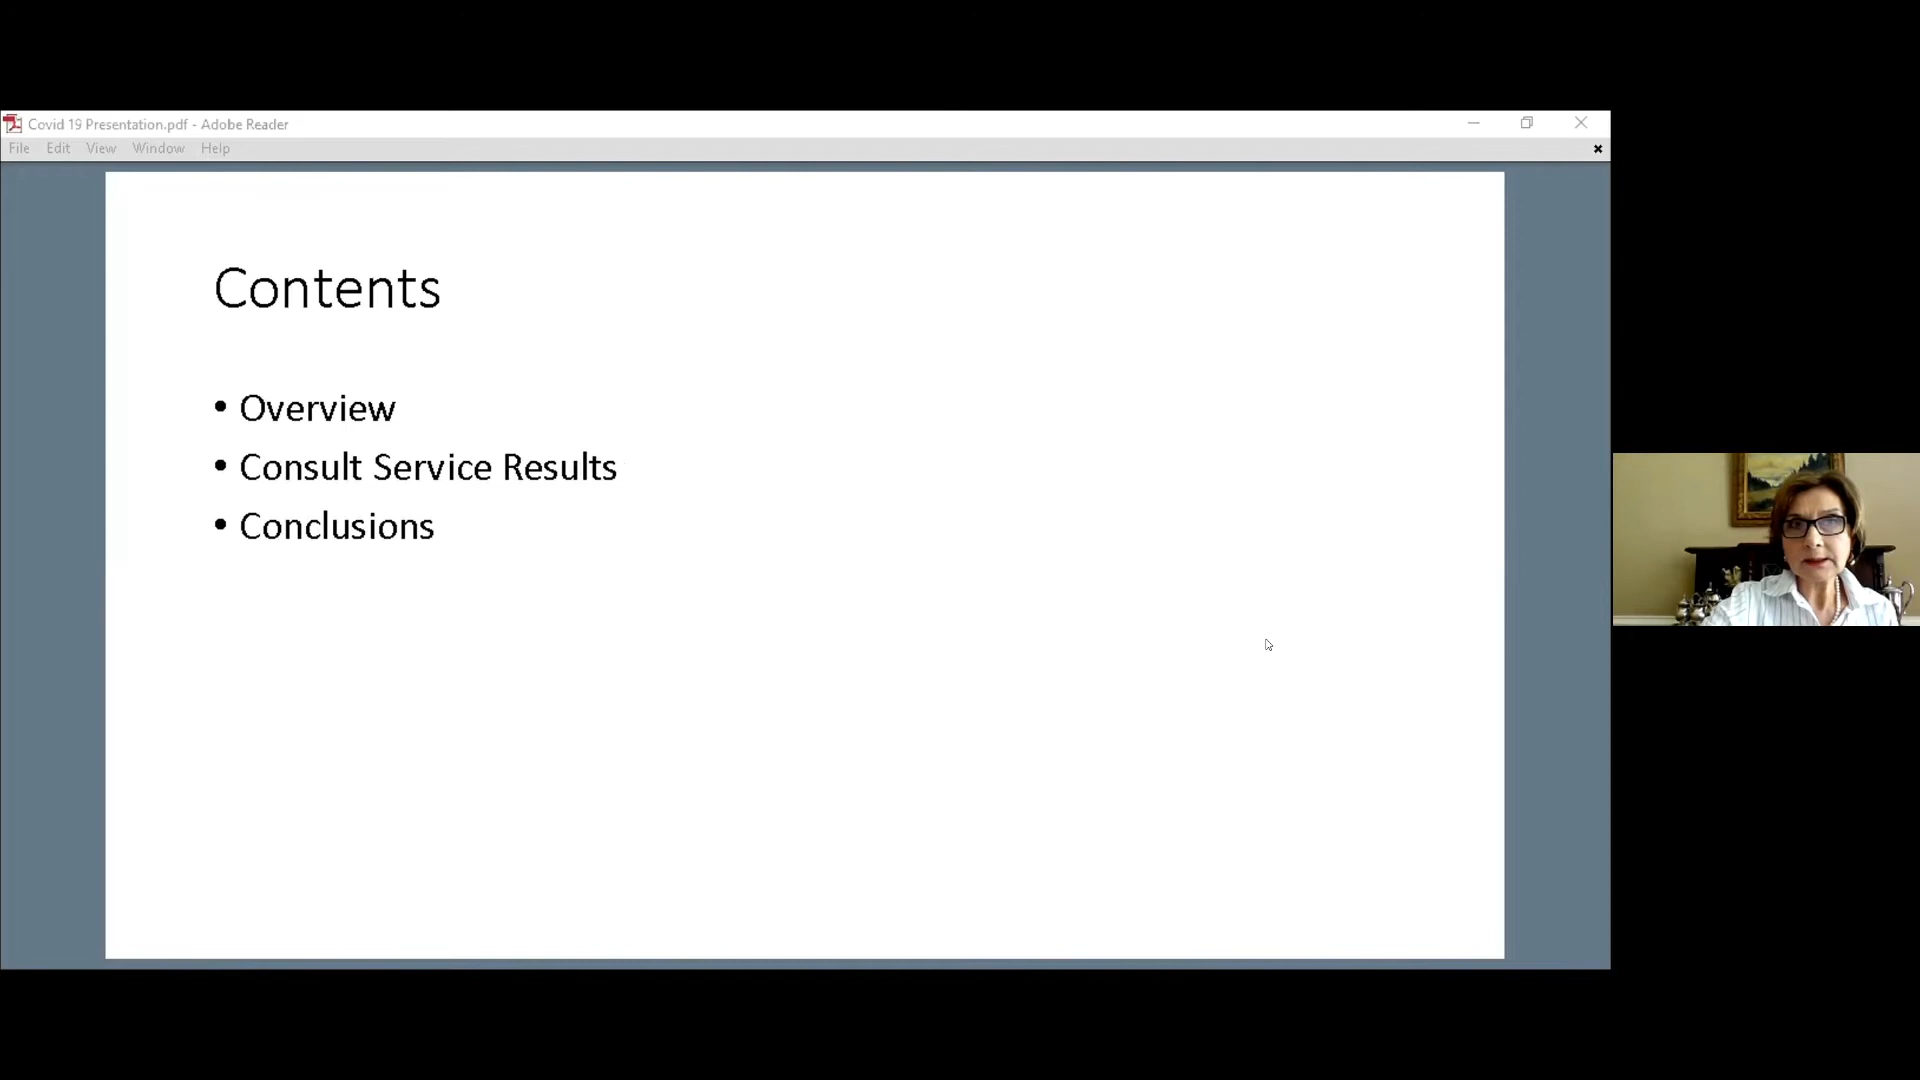 Covid 19 Presentation.pdf - Adobe Reader
File Edit View Window Help
Contents
• Overview
• Consult Service Results
• Conclusions